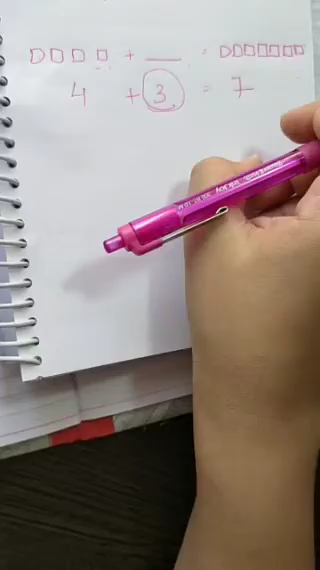 □ □ □ □ + ___ = □ □ □ □ □ □ □
4 + 3 = 7